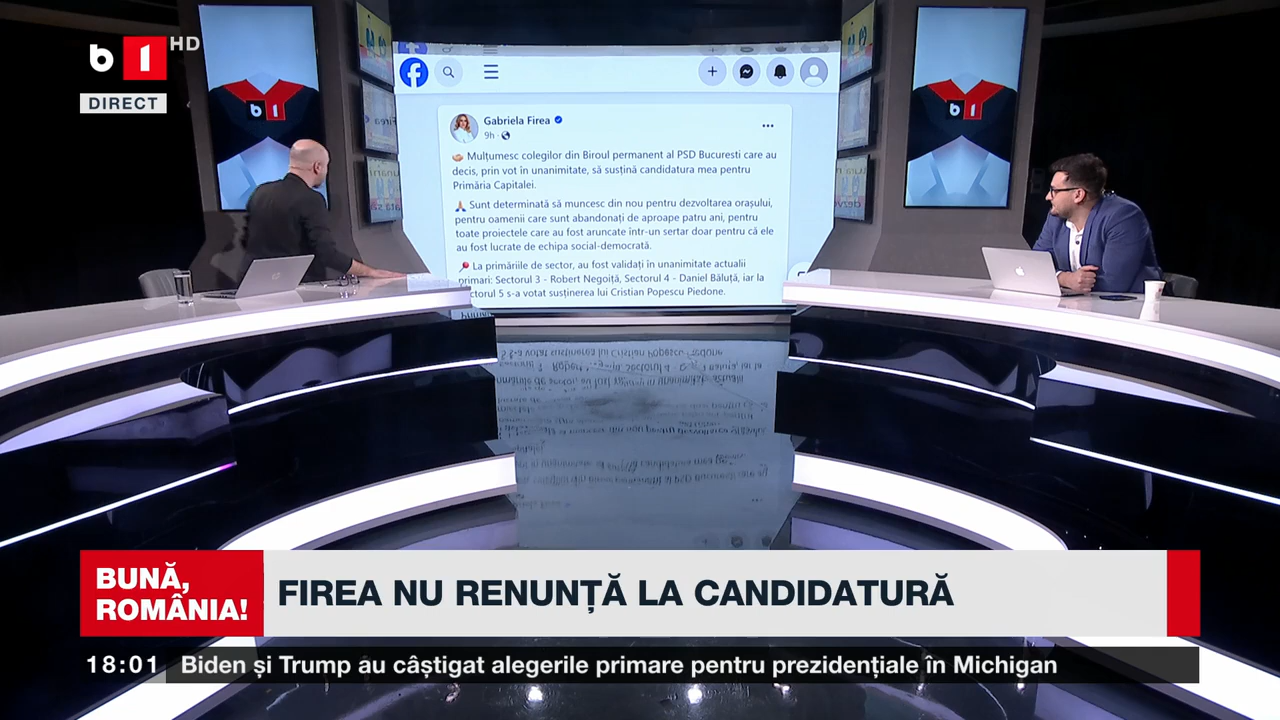 b 1 HD
DIRECT
b 1
b 1
Gabriela Firea
9h
Mulțumesc colegilor din Biroul permanent al PSD Bucuresti care au
decis, prin vot în unanimitate, să susțină candidatura mea pentru
Primăria Capitalei.
Sunt determinată să muncesc din nou pentru dezvoltarea orașului,
pentru oamenii care sunt abandonați de aproape patru ani, pentru
toate proiectele care au fost aruncate într-un sertar doar pentru că ele
au fost lucrate de echipa social-democrată.
La primăriile de sector, au fost validați în unanimitate actualii
primari: Sectorul 3 - Robert Negoiță, Sectorul 4 - Daniel Băluță, iar la
ectorul 5 s-a votat susținerea lui Cristian Popescu Piedone.
BUNĂ,
ROMÂNIA!
FIREA NU RENUNȚĂ LA CANDIDATURĂ
18:01 Biden și Trump au câștigat alegerile primare pentru prezidențiale în Michigan